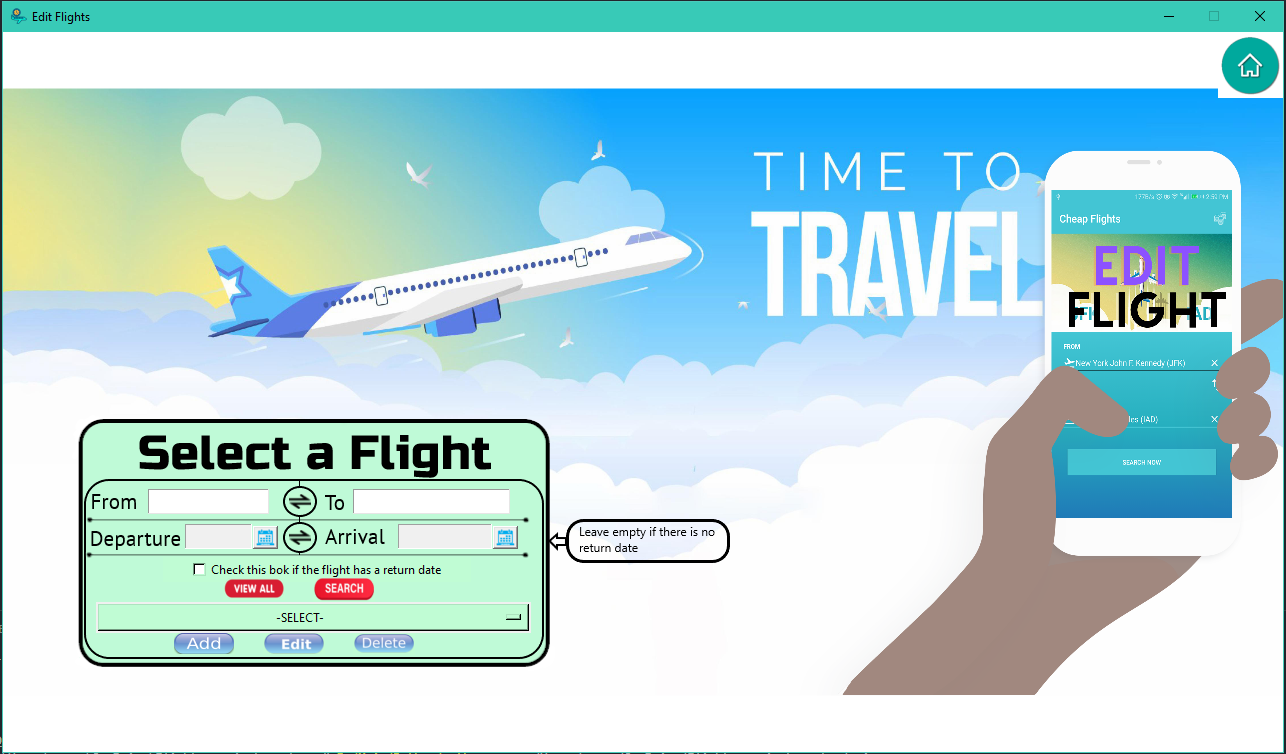 Edit Flights
TIME TO
TRAVEL
Cheap Flights
EDIT
FLIGHT
FROM
New York John F. Kennedy (JFK)
(IAD)
SEARCH NOW
Select a Flight
From
To
Departure
Arrival
Leave empty if there is no
return date
Check this bok if the flight has a return date
VIEW ALL
SEARCH
-SELECT-
Add
Edit
Delete